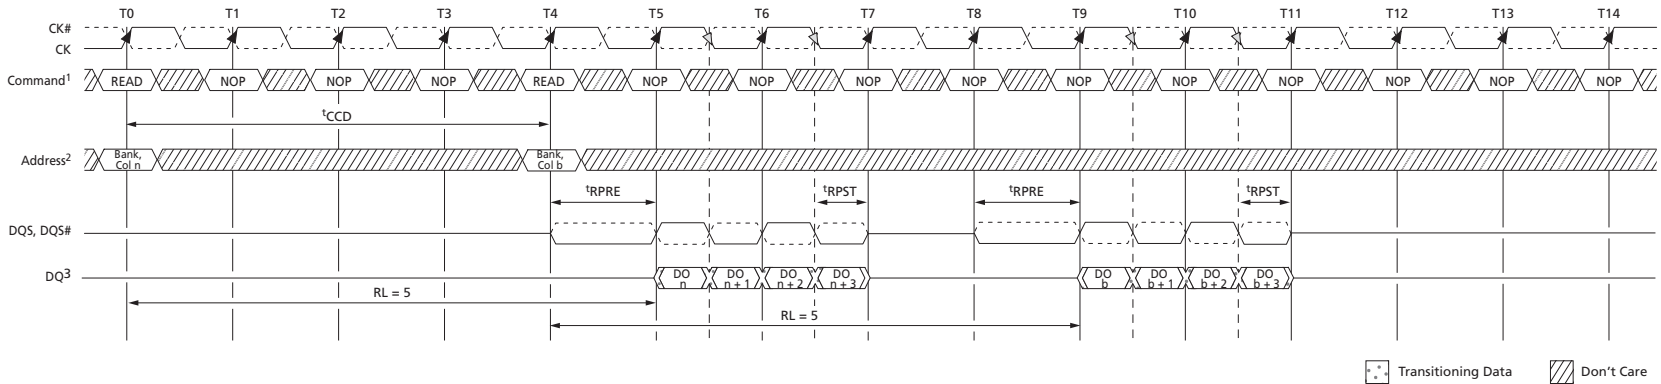 T0 T1 T2 T3 T4 T5 T6 T7 T8 T9 T10 T11 T12 T13 T14
CK#
CK
Command1 READ NOP NOP NOP READ NOP NOP NOP NOP NOP NOP NOP NOP NOP NOP
tCCD
Address2 Bank, Col n Bank, Col b
tRPRE tRPST tRPRE tRPST
DQS, DQS#
DQ3 DO n DO n + 1 DO n + 2 DO n + 3 DO b DO b + 1 DO b + 2 DO b + 3
RL = 5
RL = 5
Transitioning Data Don't Care